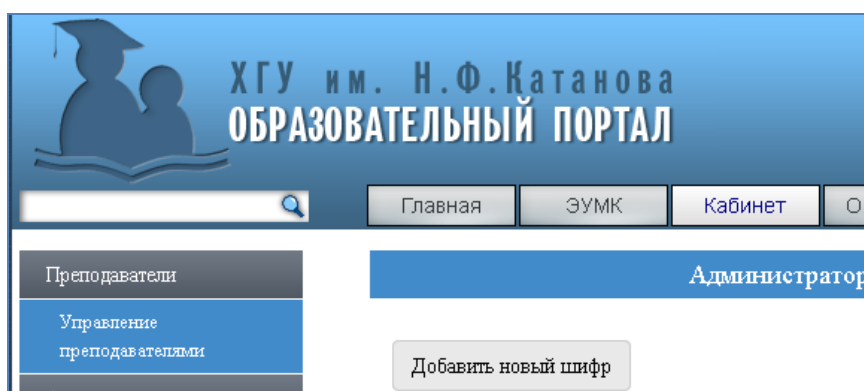 ХГУ им. Н.Ф.Катанова
ОБРАЗОВАТЕЛЬНЫЙ ПОРТАЛ
Главная ЭУМК Кабинет О
Преподаватели
Администратор
Управление
преподавателями
Добавить новый шифр